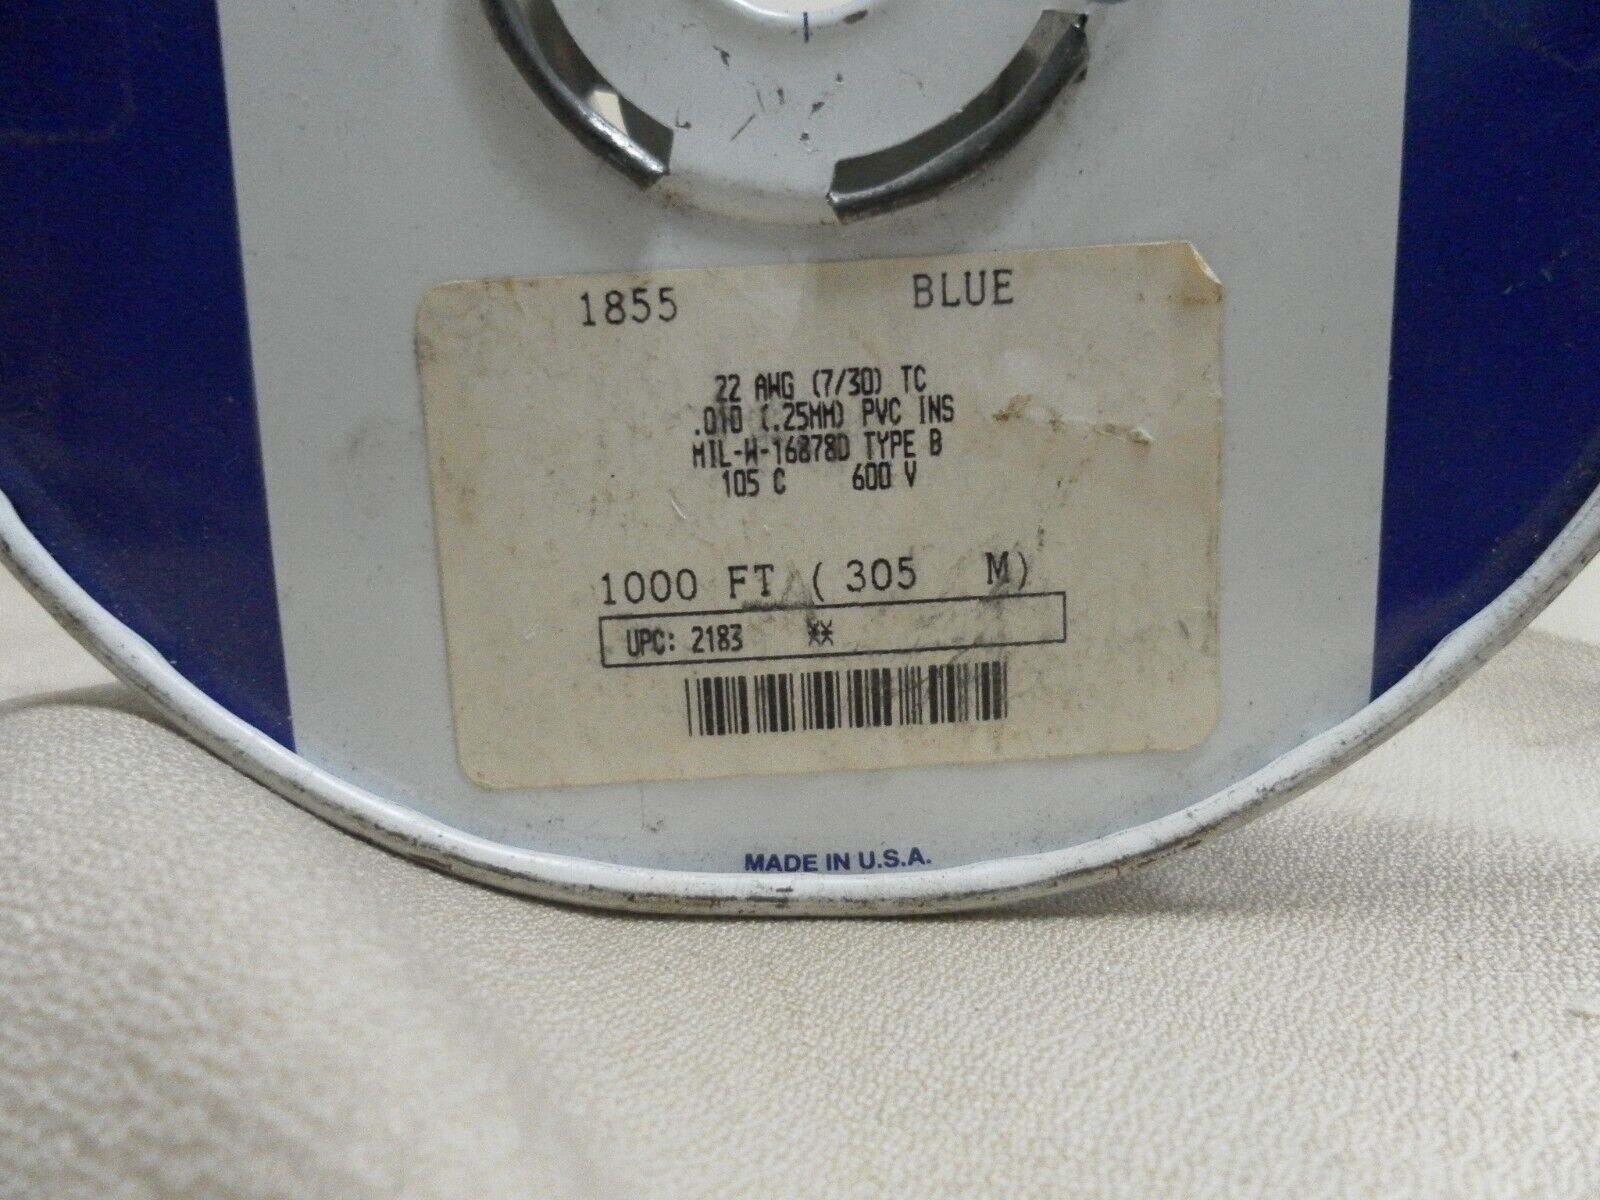 1855 BLUE
22 AWG (7/30) TC
.010 (.25MM) PVC INS
MIL-W-16878D TYPE B
105 C 600 V
1000 FT ( 305 M)
UPC: 2183 XX
MADE IN U.S.A.